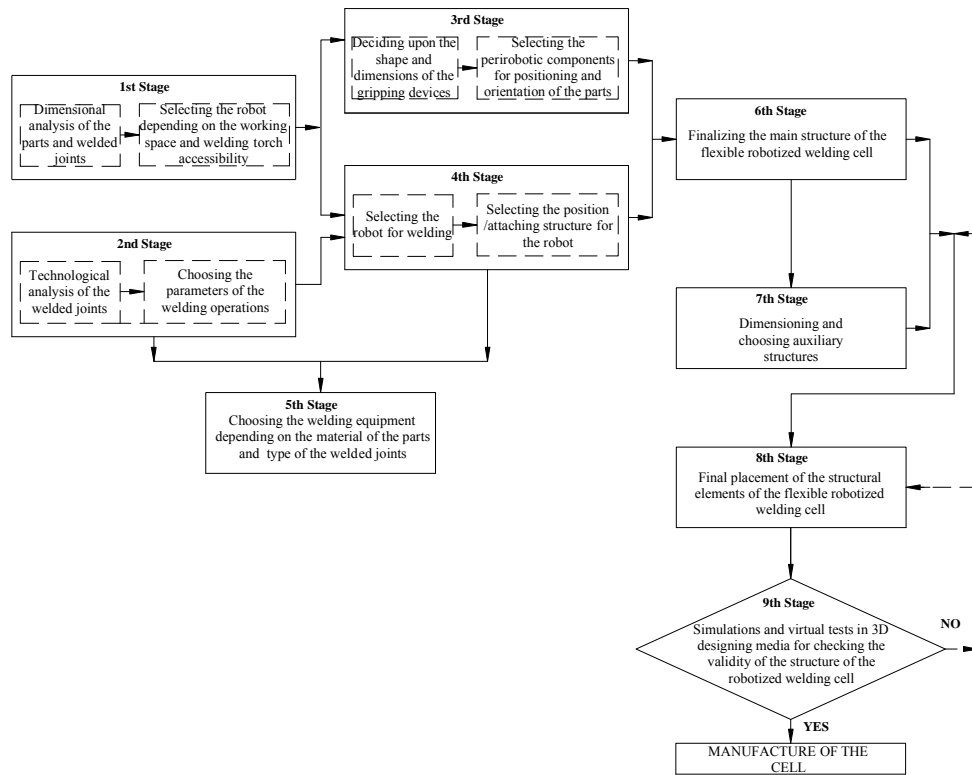 1st Stage
Dimensional
analysis of the
parts and welded
joints
Selecting the robot
depending on the working
space and welding torch
accessibility
2nd Stage
Technological
analysis of the
welded joints
Choosing the
parameters of the
welding operations
3rd Stage
Deciding upon the
shape and
dimensions of the
gripping devices
Selecting the
perirobotic components
for positioning and
orientation of the parts
4th Stage
Selecting the
robot for welding
Selecting the position
/attaching structure for
the robot
5th Stage
Choosing the welding equipment
depending on the material of the parts
and type of the welded joints
6th Stage
Finalizing the main structure of the
flexible robotized welding cell
7th Stage
Dimensioning and
choosing auxiliary
structures
8th Stage
Final placement of the structural
elements of the flexible robotized
welding cell
9th Stage
Simulations and virtual tests in 3D
designing media for checking the
validity of the structure of the
robotized welding cell
NO
YES
MANUFACTURE OF THE
CELL